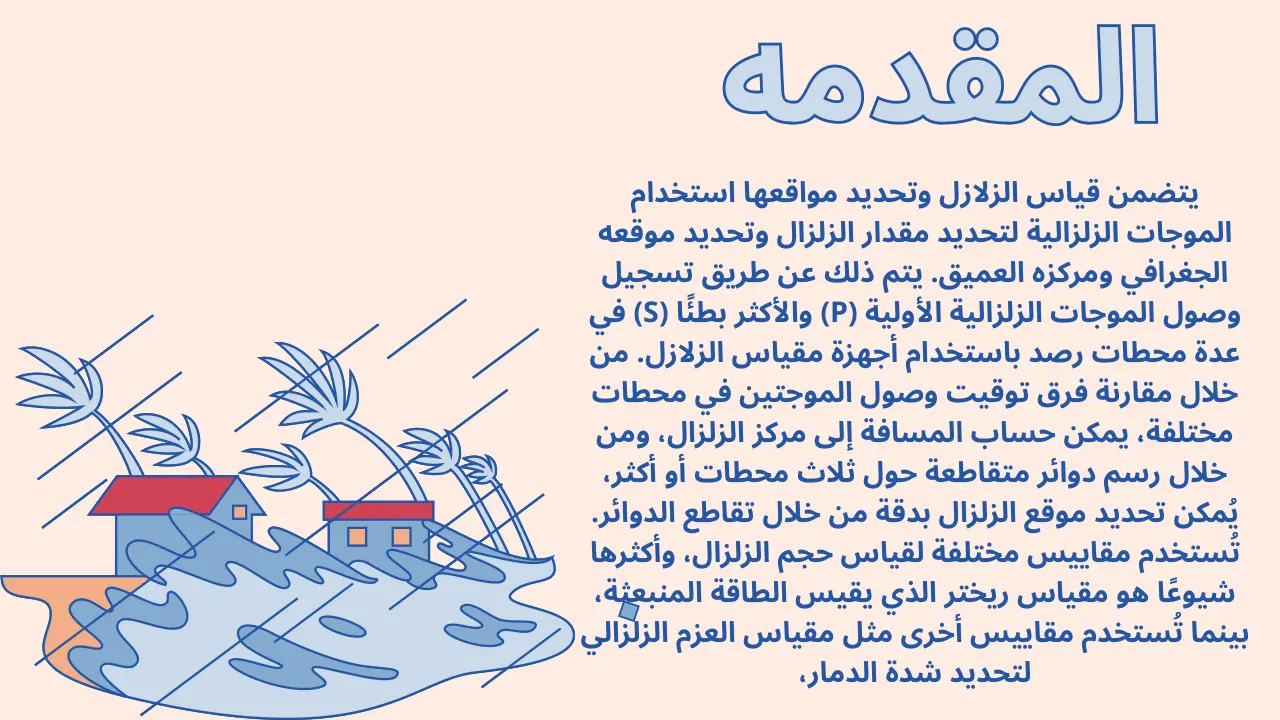 المقدمه
يتضمن قياس الزلازل وتحديد مواقعها استخدام
الموجات الزلزالية لتحديد مقدار الزلزال وتحديد موقعه
الجغرافي ومركزه العميق. يتم ذلك عن طريق تسجيل
وصول الموجات الزلزالية الأولية (P) والأكثر بطئًا (S) في
عدة محطات رصد باستخدام أجهزة مقياس الزلازل. من
خلال مقارنة فرق توقيت وصول الموجتين في محطات
مختلفة، يمكن حساب المسافة إلى مركز الزلزال، ومن
خلال رسم دوائر متقاطعة حول ثلاث محطات أو أكثر،
يُمكن تحديد موقع الزلزال بدقة من خلال تقاطع الدوائر.
تُستخدم مقاييس مختلفة لقياس حجم الزلزال، وأكثرها
شيوعًا هو مقياس ريختر الذي يقيس الطاقة المنبعثة،
بينما تُستخدم مقاييس أخرى مثل مقياس العزم الزلزالي
لتحديد شدة الدمار،